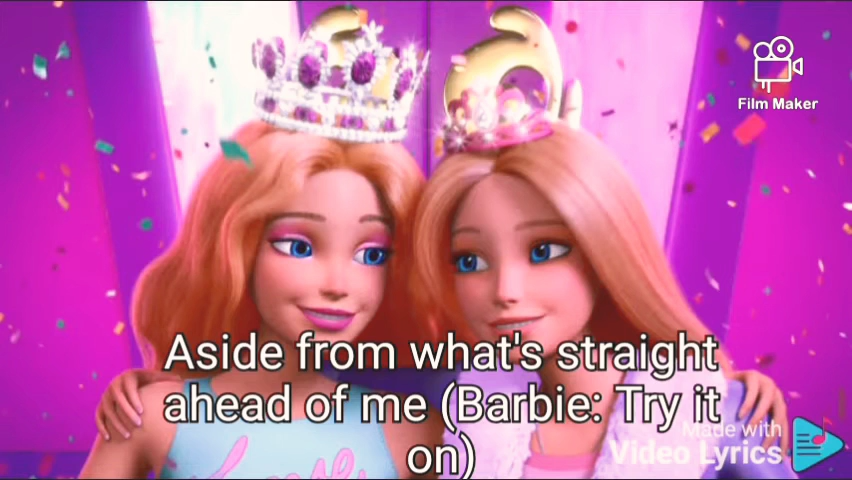 Film Maker
Aside from what's straight
ahead of me (Barbie: Try it
on)
Made with
Video Lyrics